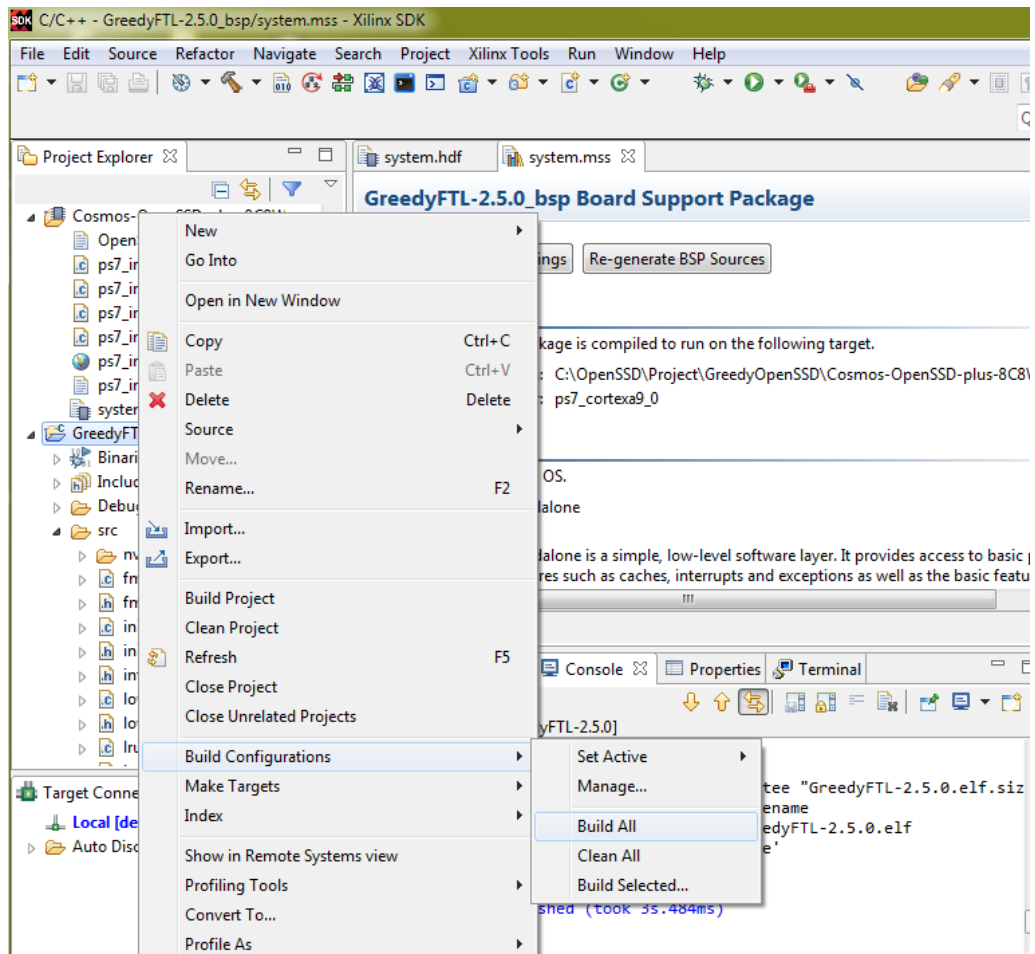 C/C++ - GreedyFTL-2.5.0_bsp/system.mss - Xilinx SDK
File Edit Source Refactor Navigate Search Project Xilinx Tools Run Window Help
Project Explorer
system.hdf
system.mss
GreedyFTL-2.5.0_bsp Board Support Package
Re-generate BSP Sources
kage is compiled to run on the following target.
C:\OpenSSD\Project\GreedyOpenSSD\Cosmos-OpenSSD-plus-8C8\
ps7_cortexa9_0
OS.
dalone is a simple, low-level software layer. It provides access to basic
res such as caches, interrupts and exceptions as well as the basic featu
Cosmos-
Open
ps7_in
ps7_in
ps7_in
ps7_in
ps7_in
ps7_in
system
GreedyFT
Binari
Includ
Debug
src
New
Go Into
Open in New Window
Copy Ctrl+C
Paste Ctrl+V
Delete Delete
Source
Move...
Rename... F2
Import...
Export...
Build Project
Clean Project
Refresh F5
Close Project
Close Unrelated Projects
Build Configurations
Make Targets
Index
Show in Remote Systems view
Profiling Tools
Convert To...
Profile As
Set Active
Manage...
Build All
Clean All
Build Selected...
Console
Properties
Terminal
yFTL-2.5.0]
tee "GreedyFTL-2.5.0.elf.siz
ename
edyFTL-2.5.0.elf
e'
shed (took 3s.484ms)
Target Conne
Local [de
Auto Disc